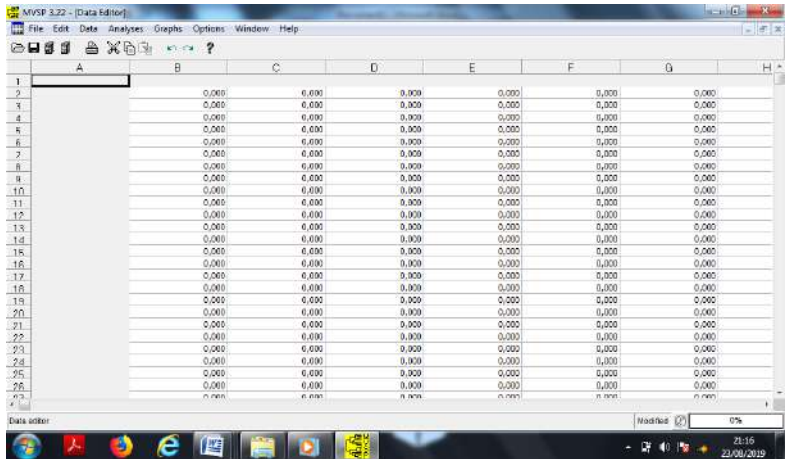 MVSP 3.22 - [Data Editor]
File Edit Data Analyses Graphs Options Window Help
A B C D E F G H
1
2 0,000 0,000 0,000 0,000 0,000 0,000
3 0,000 0,000 0,000 0,000 0,000 0,000
4 0,000 0,000 0,000 0,000 0,000 0,000
5 0,000 0,000 0,000 0,000 0,000 0,000
6 0,000 0,000 0,000 0,000 0,000 0,000
7 0,000 0,000 0,000 0,000 0,000 0,000
8 0,000 0,000 0,000 0,000 0,000 0,000
9 0,000 0,000 0,000 0,000 0,000 0,000
10 0,000 0,000 0,000 0,000 0,000 0,000
11 0,000 0,000 0,000 0,000 0,000 0,000
12 0,000 0,000 0,000 0,000 0,000 0,000
13 0,000 0,000 0,000 0,000 0,000 0,000
14 0,000 0,000 0,000 0,000 0,000 0,000
15 0,000 0,000 0,000 0,000 0,000 0,000
16 0,000 0,000 0,000 0,000 0,000 0,000
17 0,000 0,000 0,000 0,000 0,000 0,000
18 0,000 0,000 0,000 0,000 0,000 0,000
19 0,000 0,000 0,000 0,000 0,000 0,000
20 0,000 0,000 0,000 0,000 0,000 0,000
21 0,000 0,000 0,000 0,000 0,000 0,000
22 0,000 0,000 0,000 0,000 0,000 0,000
23 0,000 0,000 0,000 0,000 0,000 0,000
24 0,000 0,000 0,000 0,000 0,000 0,000
25 0,000 0,000 0,000 0,000 0,000 0,000
26 0,000 0,000 0,000 0,000 0,000 0,000
Data editor Modified 0%
21:16
23/08/2019